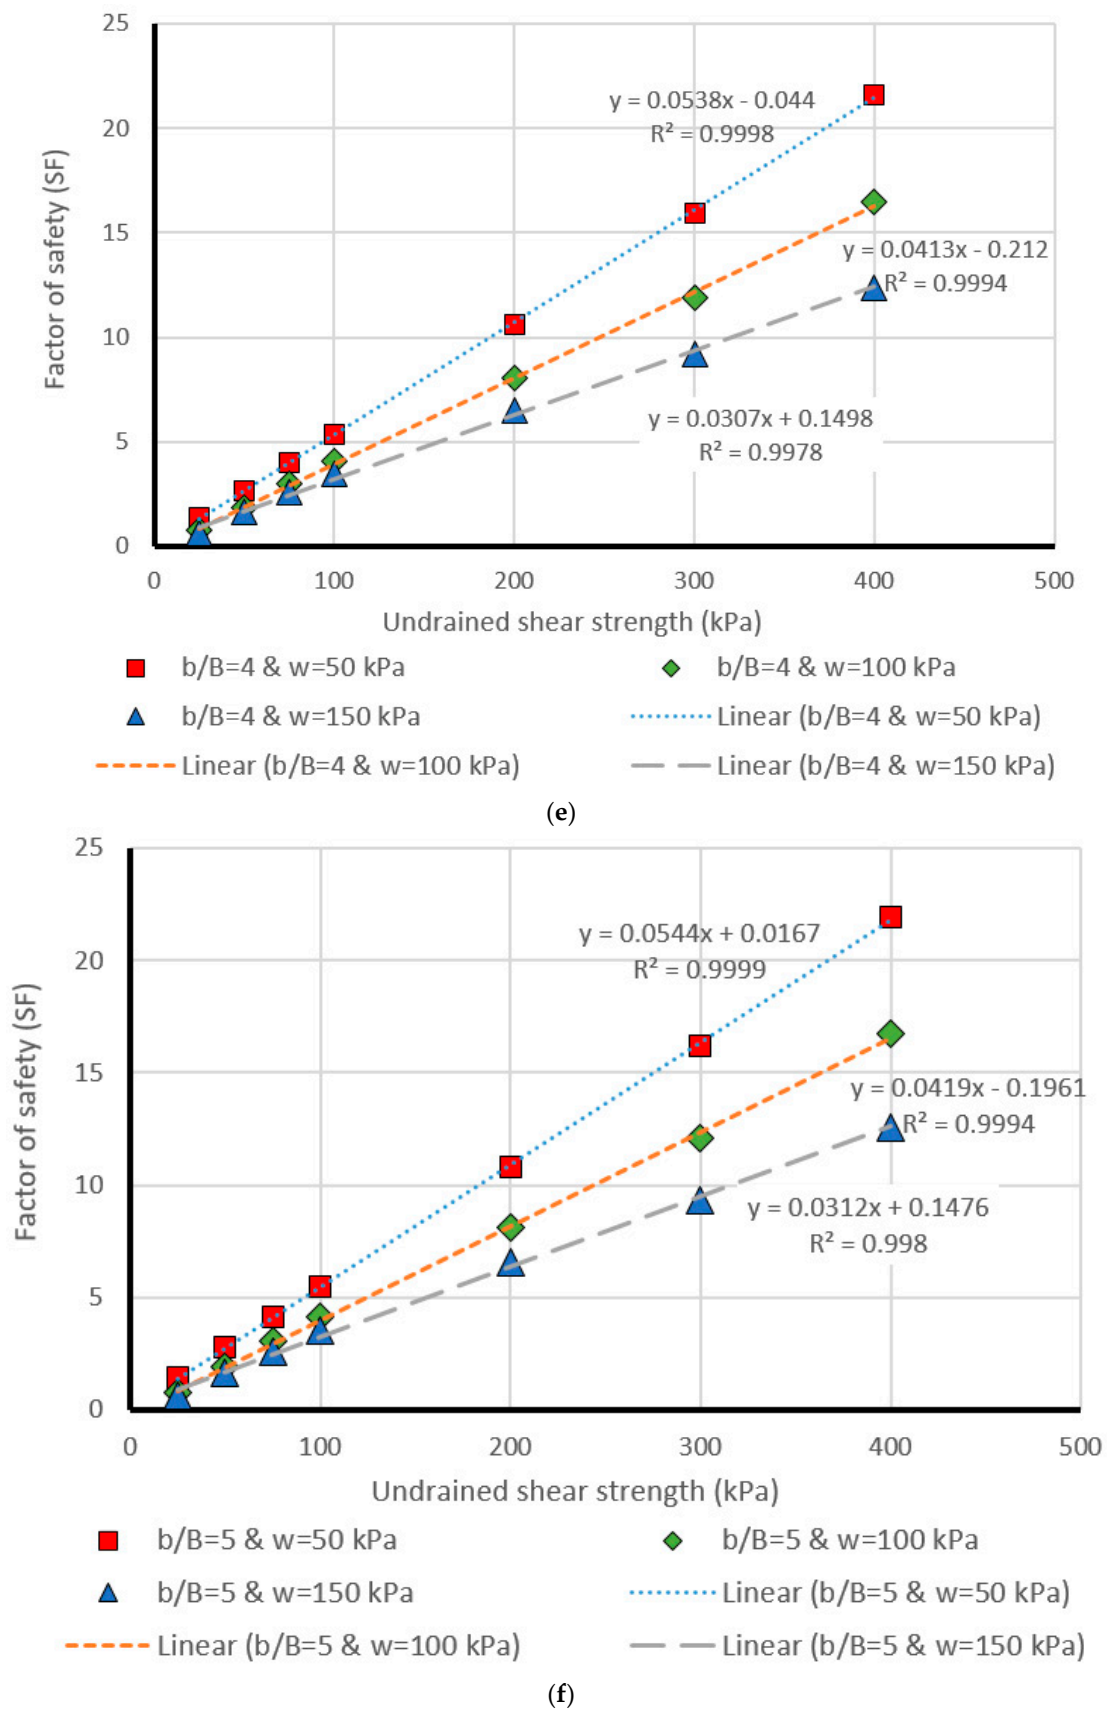 25
20
15
10
5
0
Factor of safety (SF)
y = 0.0538x - 0.044
R² = 0.9998
y = 0.0413x - 0.212
R² = 0.9994
y = 0.0307x + 0.1498
R² = 0.9978
0 100 200 300 400 500
Undrained shear strength (kPa)
b/B=4 & w=50 kPa b/B=4 & w=100 kPa
b/B=4 & w=150 kPa Linear (b/B=4 & w=50 kPa)
Linear (b/B=4 & w=100 kPa) Linear (b/B=4 & w=150 kPa)
(e)
25
20
15
10
5
0
Factor of safety (SF)
y = 0.0544x + 0.0167
R² = 0.9999
y = 0.0419x - 0.1961
R² = 0.9994
y = 0.0312x + 0.1476
R² = 0.998
0 100 200 300 400 500
Undrained shear strength (kPa)
b/B=5 & w=50 kPa b/B=5 & w=100 kPa
b/B=5 & w=150 kPa Linear (b/B=5 & w=50 kPa)
Linear (b/B=5 & w=100 kPa) Linear (b/B=5 & w=150 kPa)
(f)